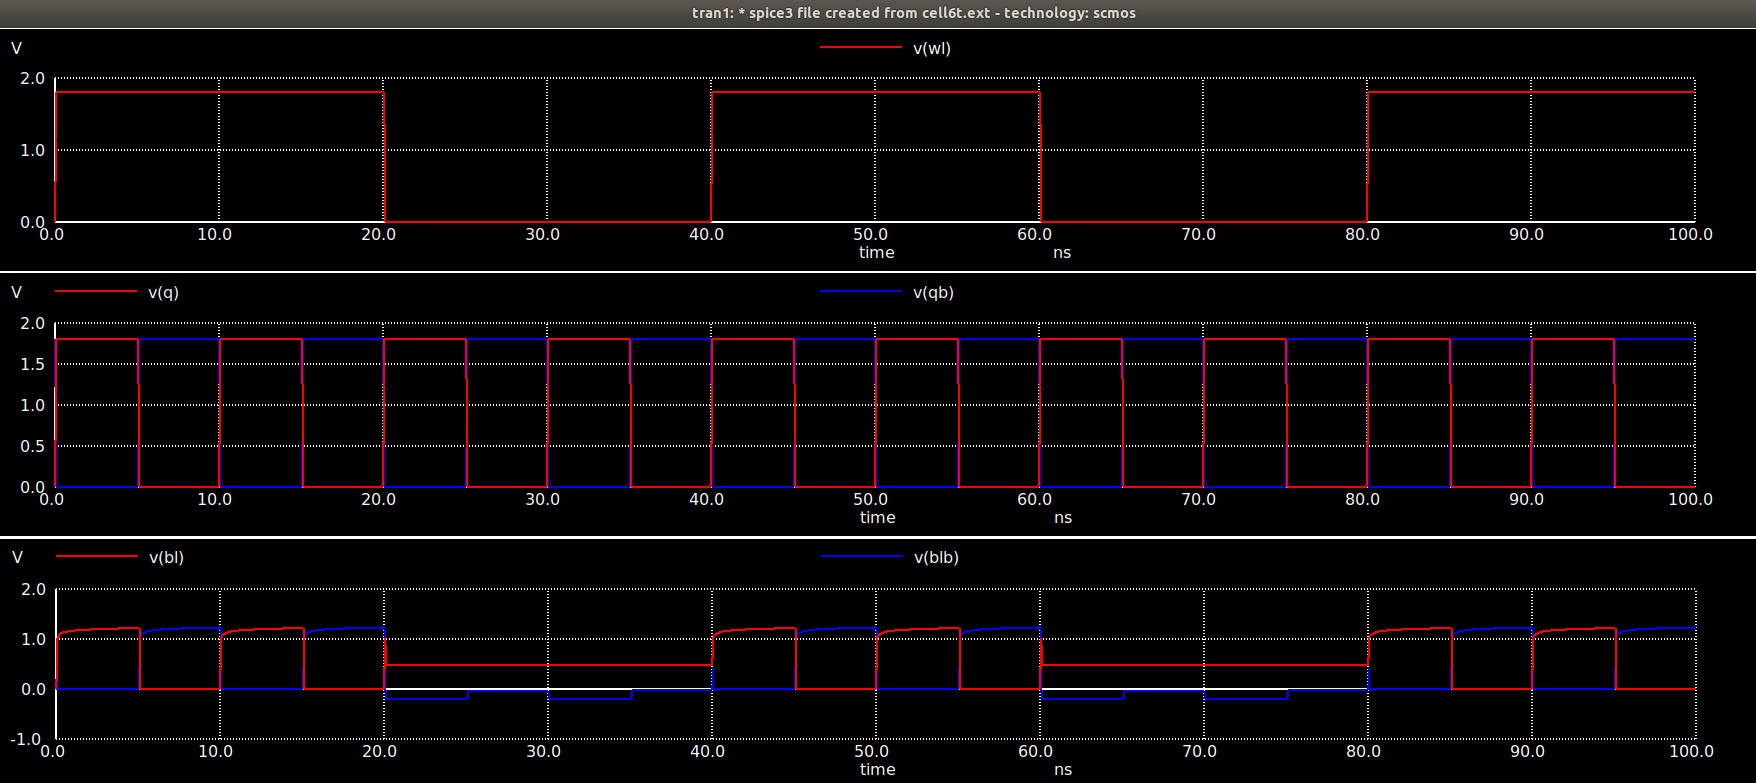 tran1: * spice3 file created from cell6t.ext - technology: scmos
V v(wl)
2.0
1.0
0.0
0.0 10.0 20.0 30.0 40.0 50.0 60.0 70.0 80.0 90.0 100.0
time ns
V v(q) v(qb)
2.0
1.5
1.0
0.5
0.0
0.0 10.0 20.0 30.0 40.0 50.0 60.0 70.0 80.0 90.0 100.0
time ns
V v(bl) v(blb)
2.0
1.0
0.0
-1.0
0.0 10.0 20.0 30.0 40.0 50.0 60.0 70.0 80.0 90.0 100.0
time ns